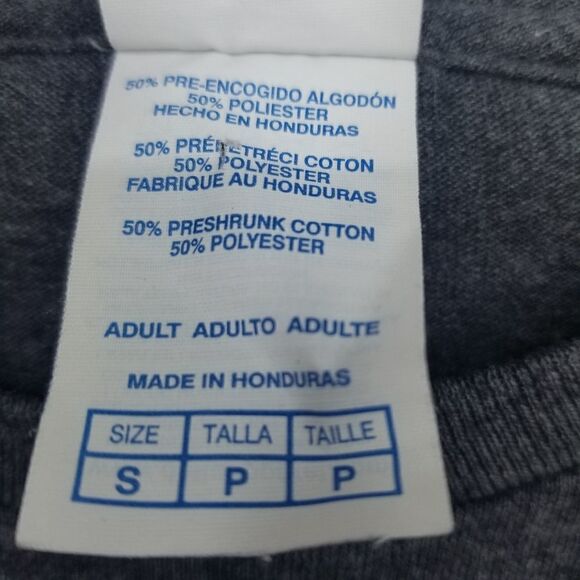 50% PRE-ENCOGIDO ALGODÓN
50% POLIESTER
HECHO EN HONDURAS
50% PRÉRETRÉCI COTON
50% POLYESTER
FABRIQUE AU HONDURAS
50% PRESHRUNK COTTON
50% POLYESTER
ADULT ADULTO ADULTE
MADE IN HONDURAS
SIZE TALLA TAILLE
S P P